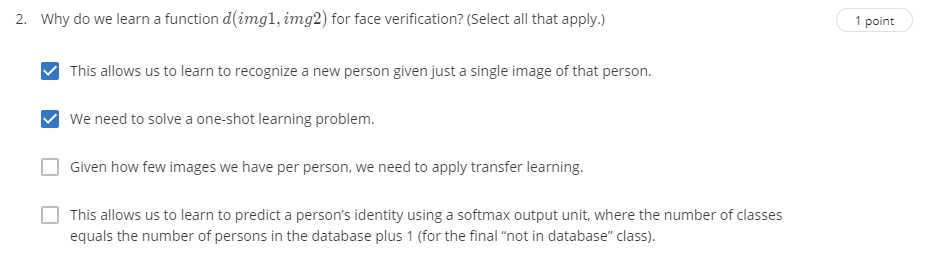 2. Why do we learn a function d(img1, img2) for face verification? (Select all that apply.)
1 point
This allows us to learn to recognize a new person given just a single image of that person.
We need to solve a one-shot learning problem.
Given how few images we have per person, we need to apply transfer learning.
This allows us to learn to predict a person’s identity using a softmax output unit, where the number of classes
equals the number of persons in the database plus 1 (for the final “not in database” class).